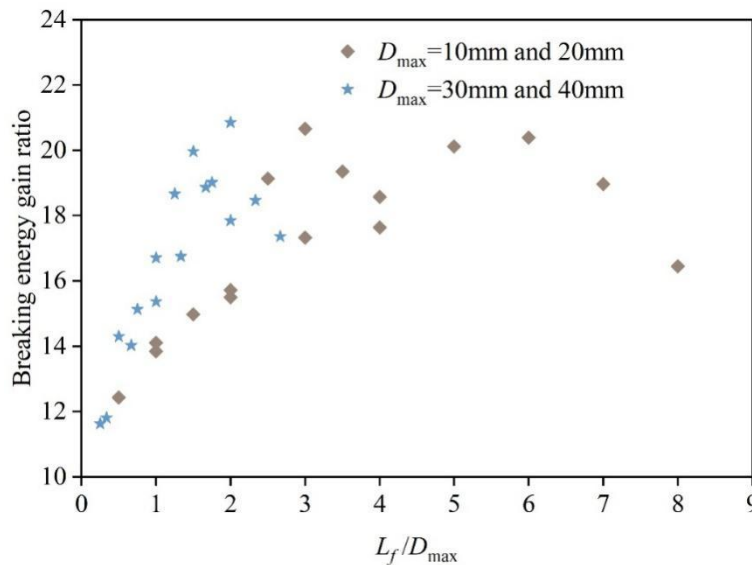 24
22
20
18
16
14
12
10
Breaking energy gain ratio
D_max=10mm and 20mm
D_max=30mm and 40mm
0 1 2 3 4 5 6 7 8 9
L_f/D_max